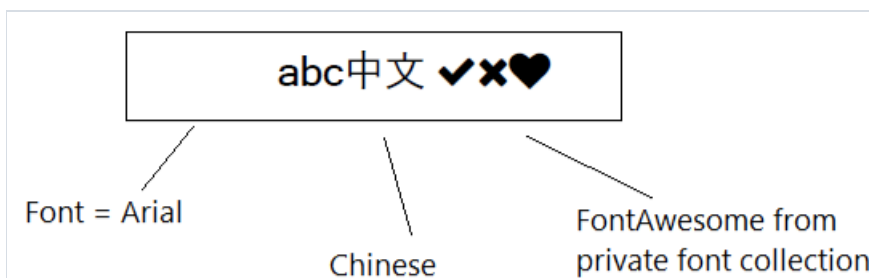 abc中文 ✔✖♥
Font = Arial
Chinese
FontAwesome from
private font collection